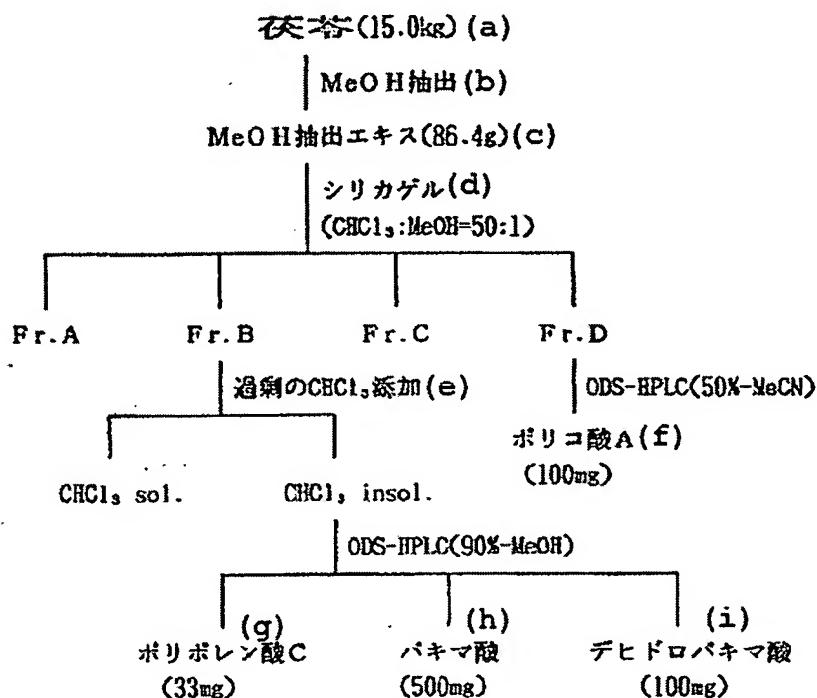 茯苓(15.0kg)(a)
MeOH抽出(b)
MeOH抽出エキス(86.4g)(c)
シリカゲル(d)
(CHCl₃:MeOH=50:1)
Fr.A Fr.B Fr.C Fr.D
過剰のCHCl₃添加(e) ODS-HPLC(50%-MeCN)
ポリコ酸A(f)
(100mg)
CHCl₃ sol. CHCl₃ insol.
ODS-HPLC(90%-MeOH)
(g) (h) (i)
ポリポレン酸C パキマ酸 デヒドロパキマ酸
(33mg) (500mg) (100mg)